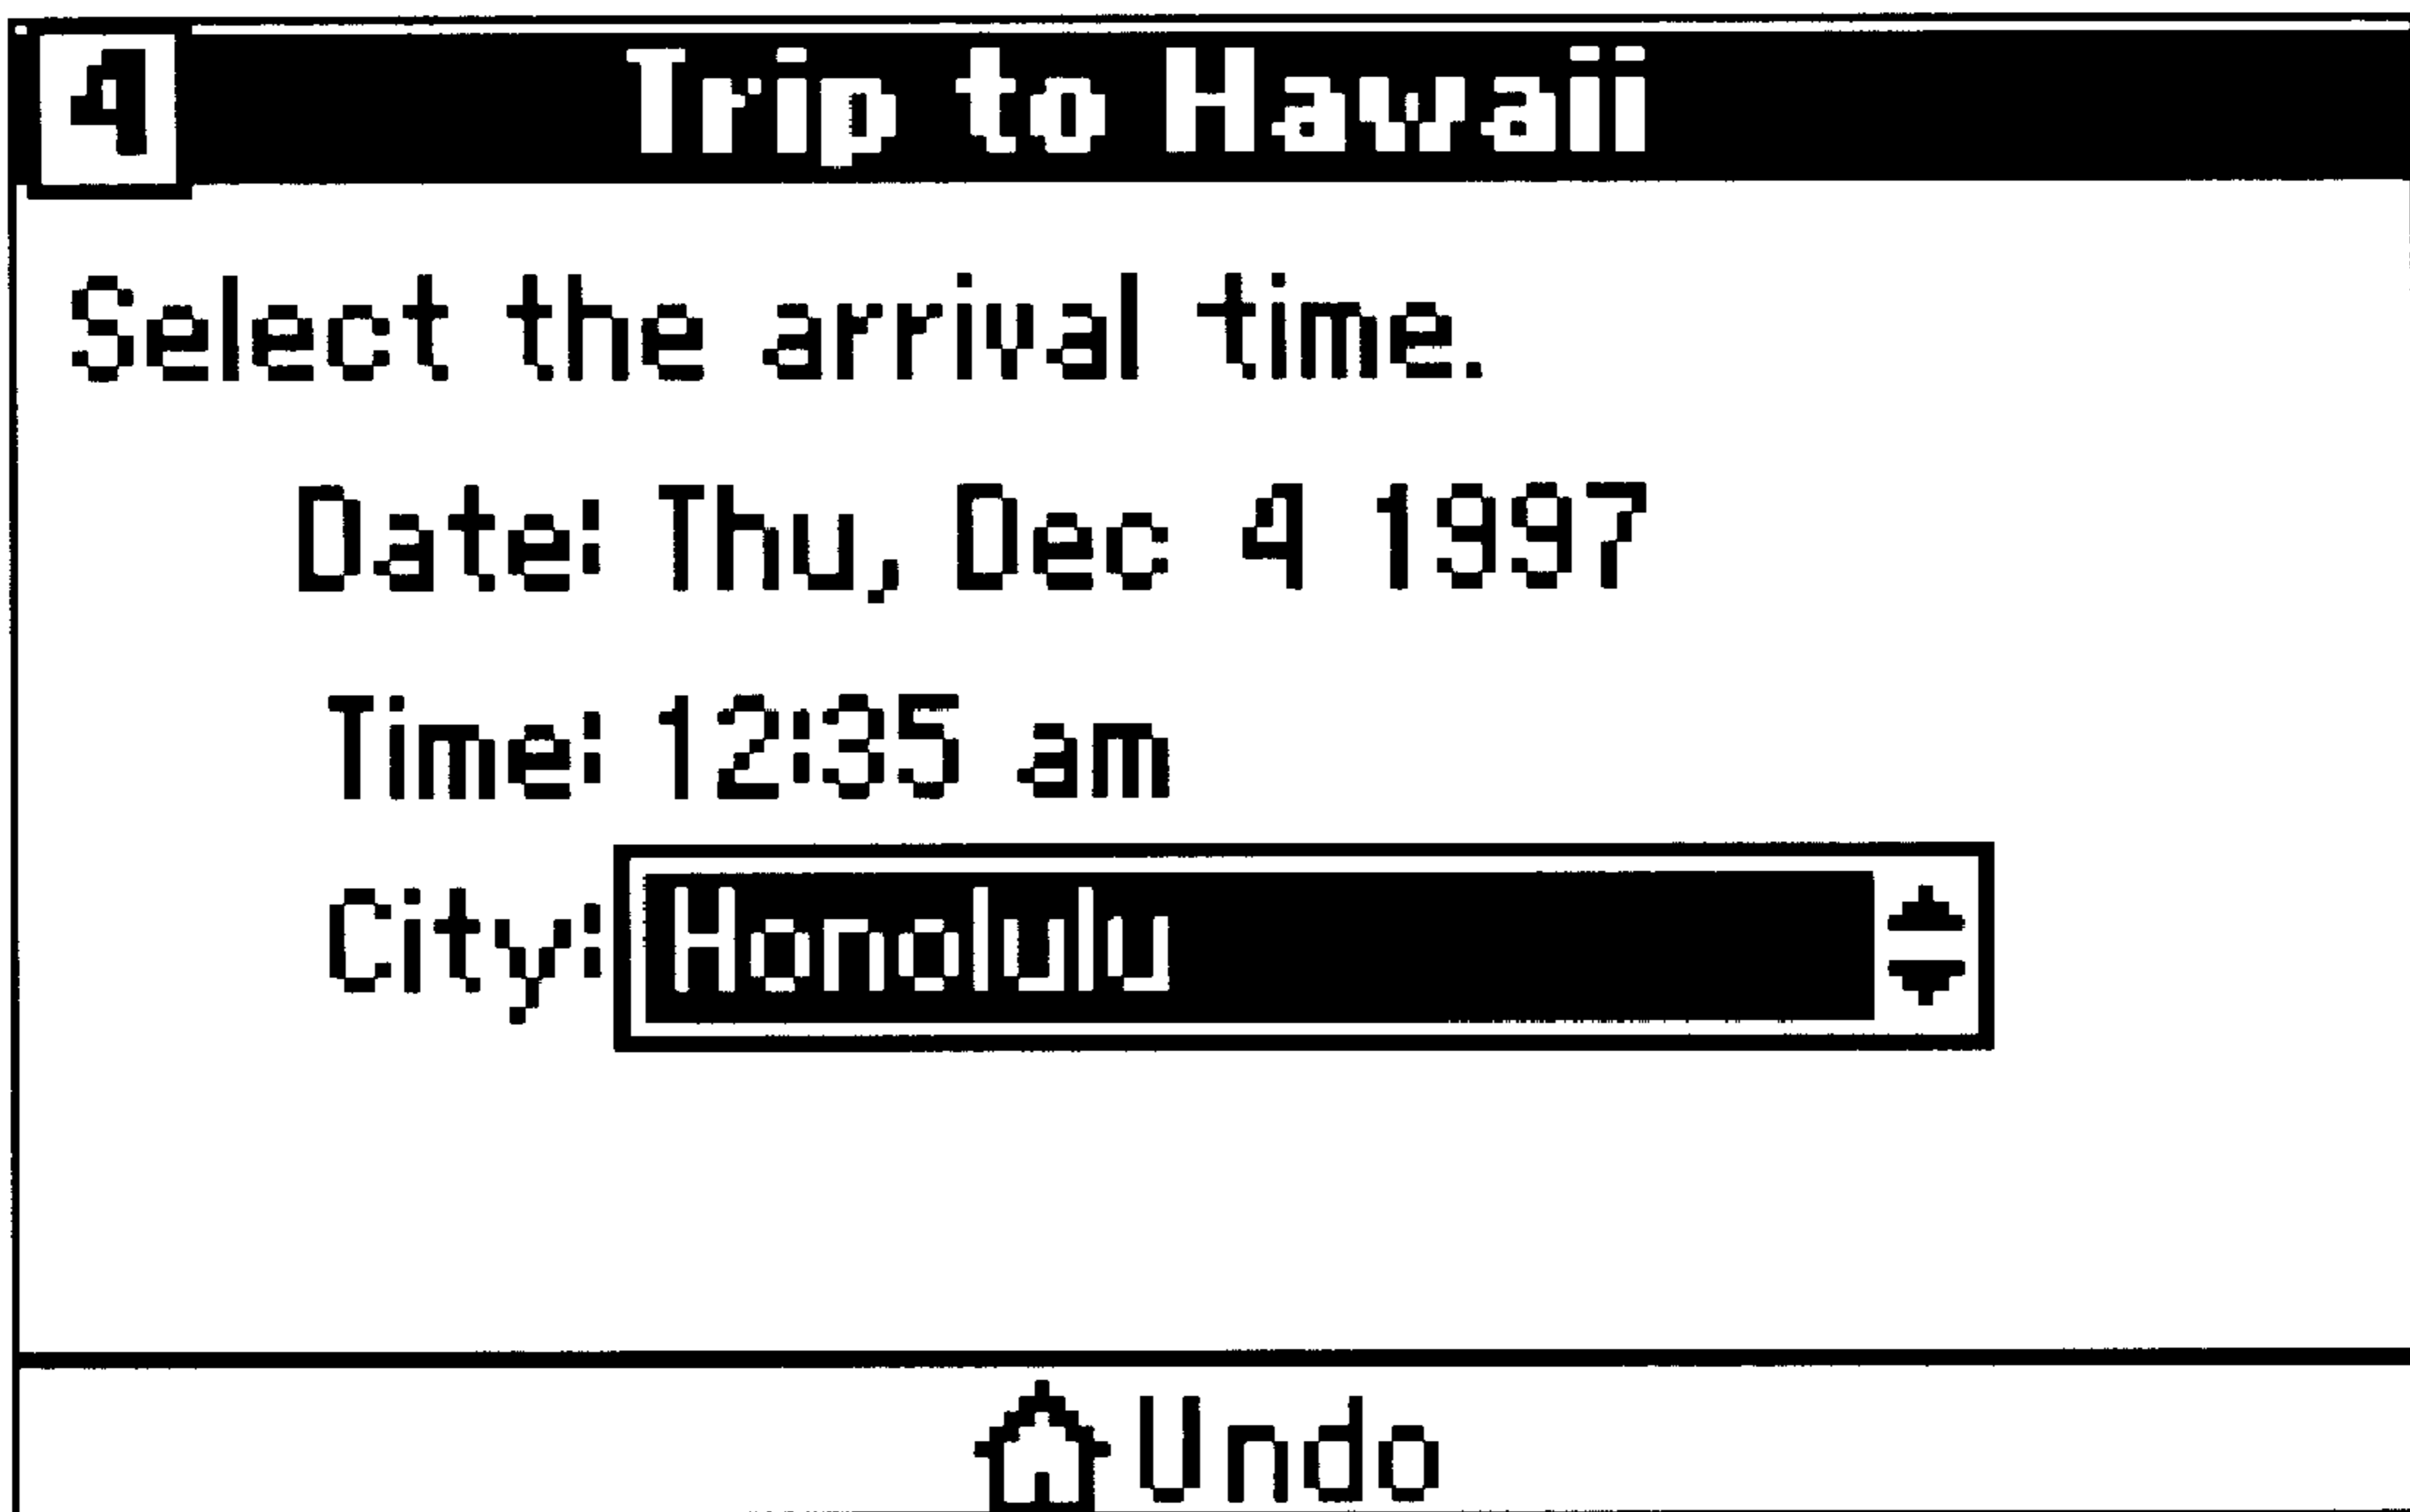 4 Trip to Hawaii
Select the arrival time.
Date: Thu, Dec 4 1997
Time: 12:35 am
City: Honolulu
Undo